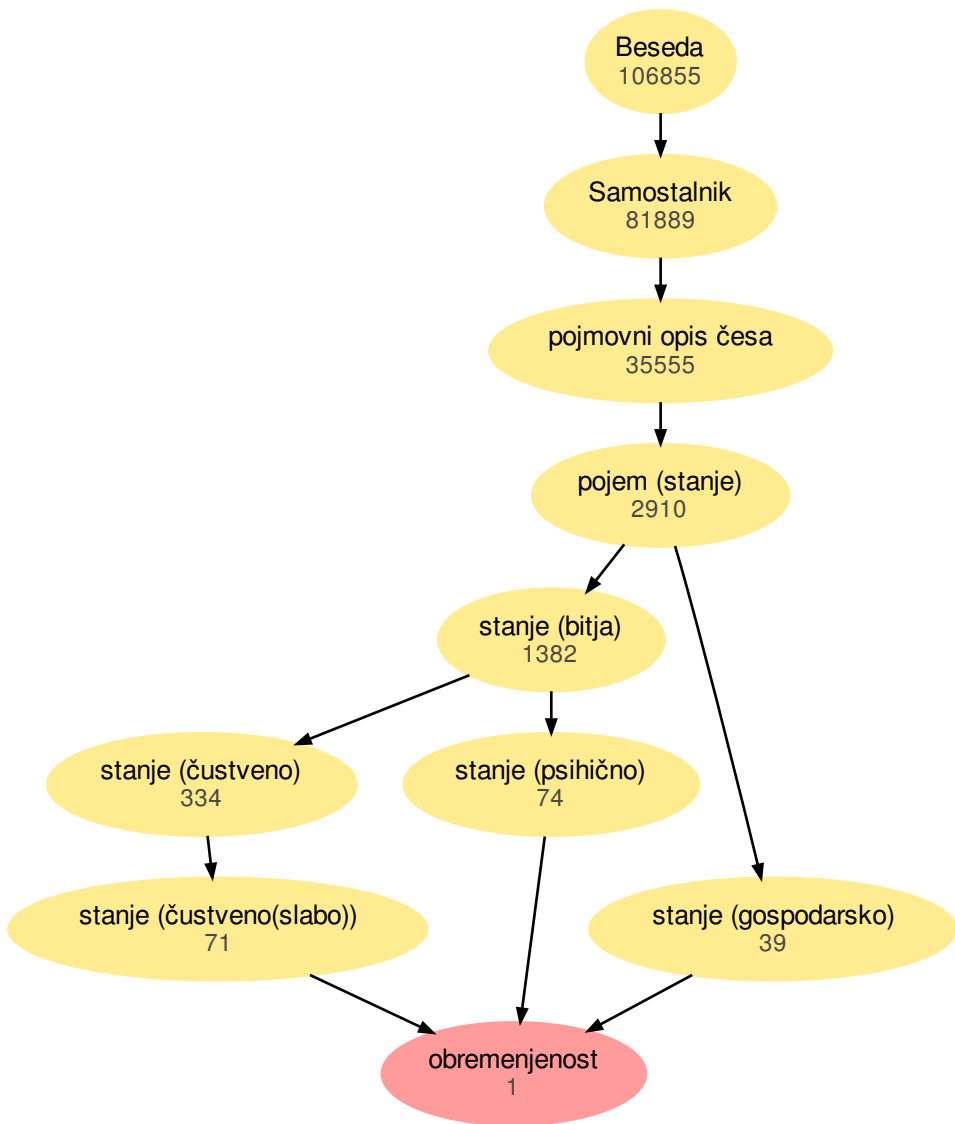 Beseda
106855
Samostalnik
81889
pojmovni opis česa
35555
pojem (stanje)
2910
stanje (bitja)
1382
stanje (čustveno)
334
stanje (psihično)
74
stanje (čustveno(slabo))
71
stanje (gospodarsko)
39
obremenjenost
1